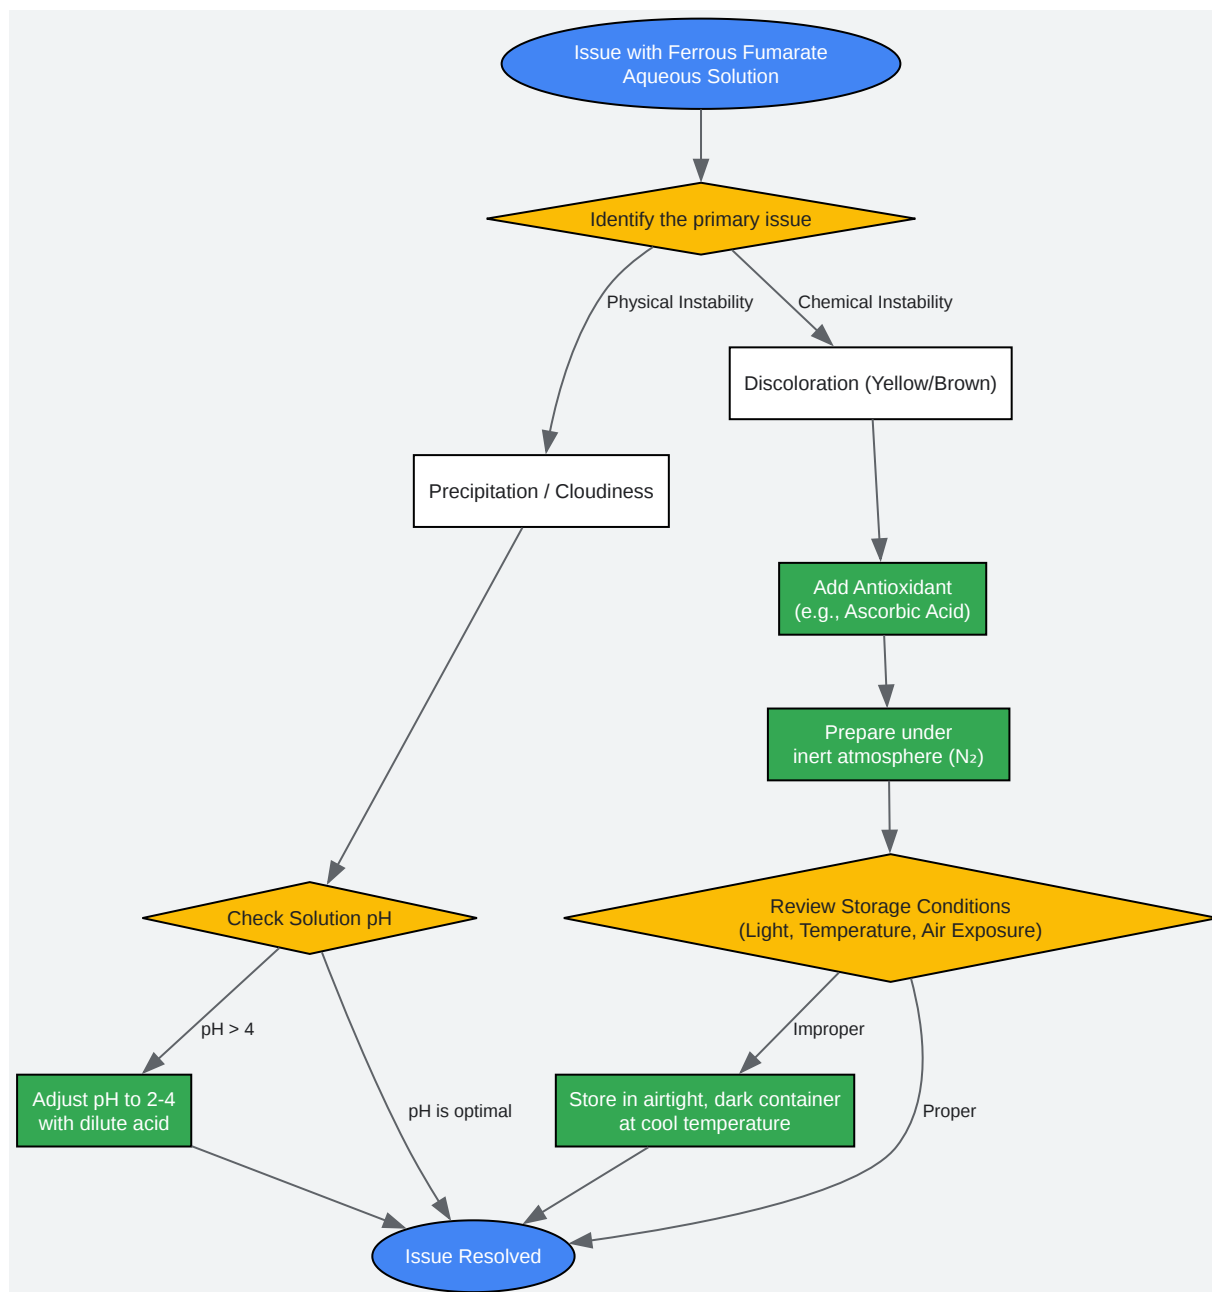 Issue with Ferrous Fumarate
Aqueous Solution
Identify the primary issue
Physical Instability
Chemical Instability
Discoloration (Yellow/Brown)
Precipitation / Cloudiness
Add Antioxidant
(e.g., Ascorbic Acid)
Prepare under
inert atmosphere (N₂)
Check Solution pH
Review Storage Conditions
(Light, Temperature, Air Exposure)
pH > 4
Improper
Adjust pH to 2-4
with dilute acid
pH is optimal
Store in airtight, dark container
at cool temperature
Proper
Issue Resolved